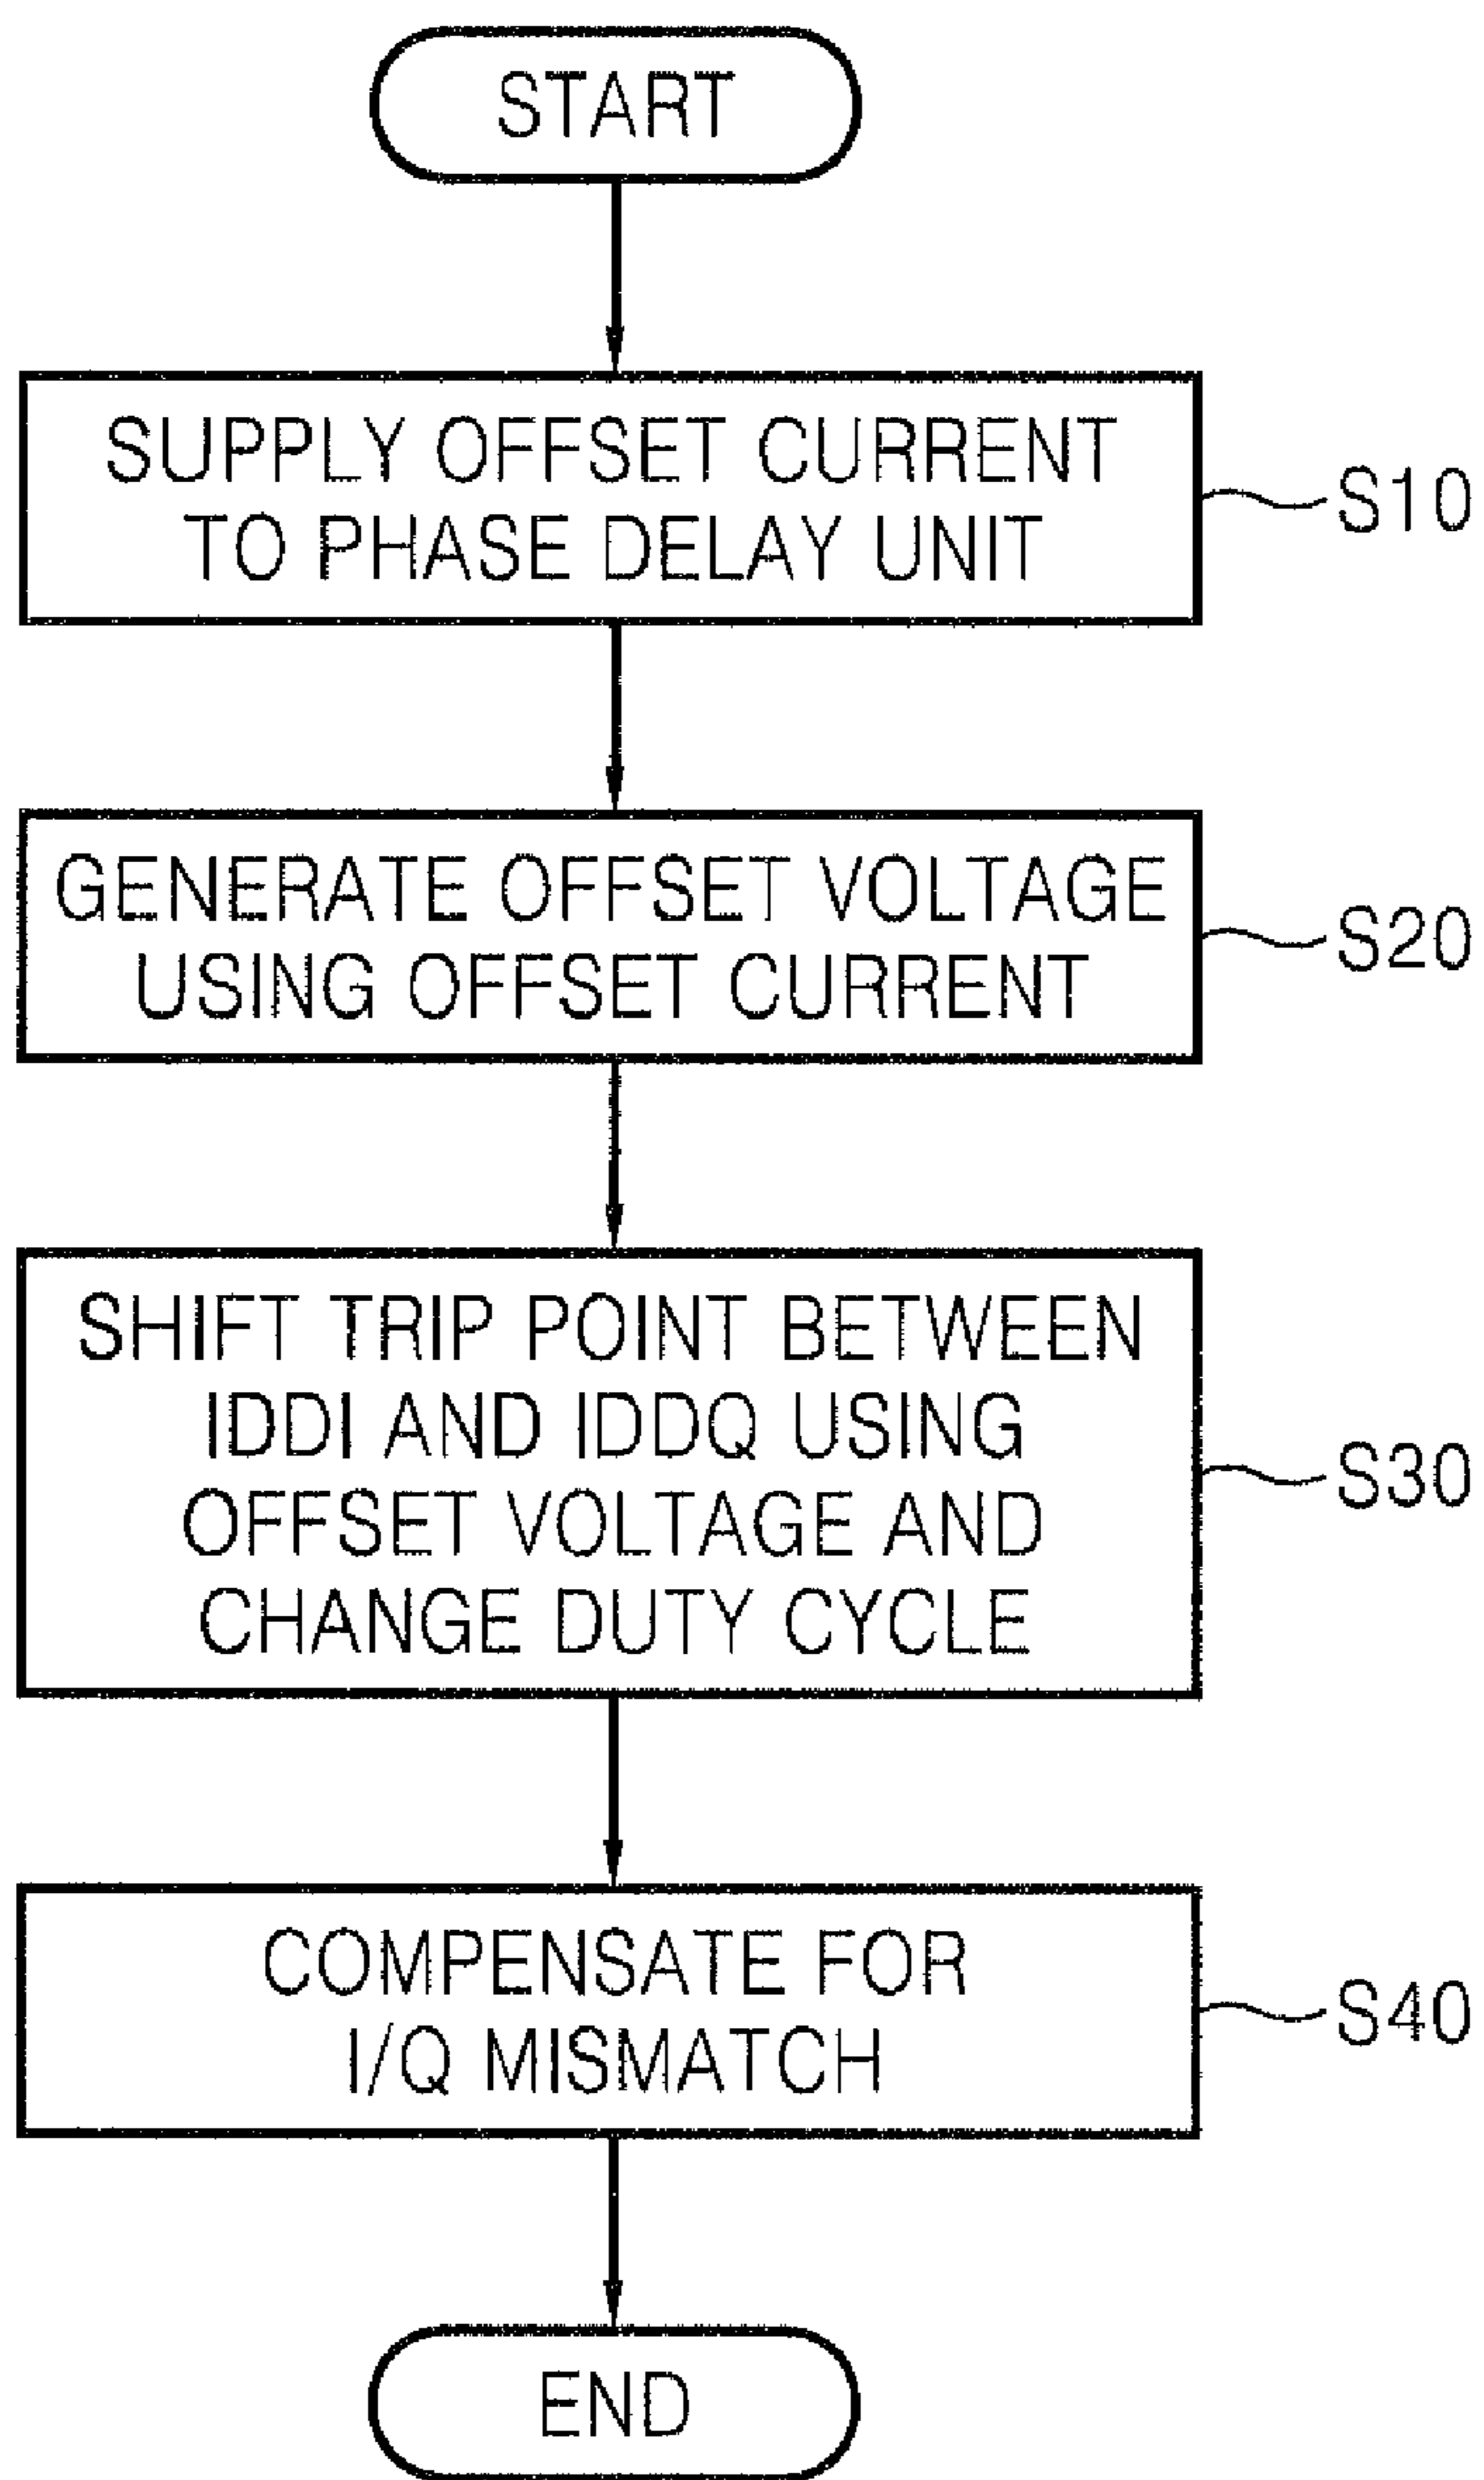 START
SUPPLY OFFSET CURRENT
TO PHASE DELAY UNIT
S10
GENERATE OFFSET VOLTAGE
USING OFFSET CURRENT
S20
SHIFT TRIP POINT BETWEEN
IDDI AND IDDQ USING
OFFSET VOLTAGE AND
CHANGE DUTY CYCLE
S30
COMPENSATE FOR
I/Q MISMATCH
S40
END